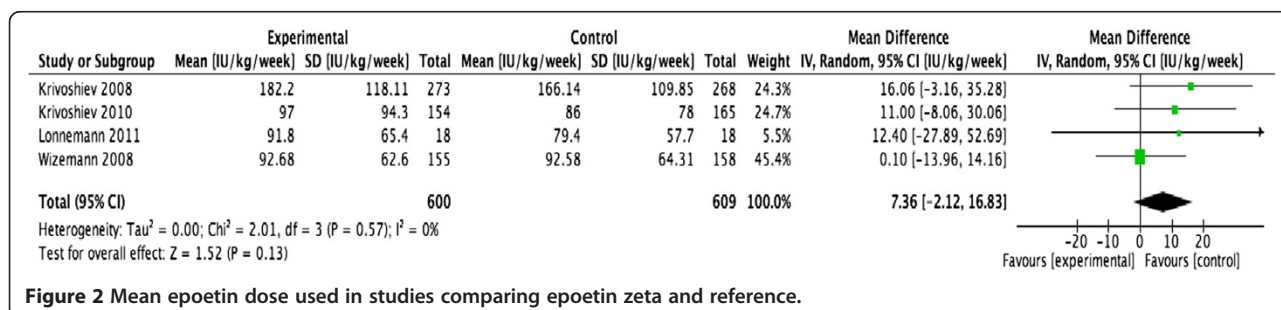 Experimental Control Mean Difference Mean Difference
Study or Subgroup Mean [IU/kg/week] SD [IU/kg/week] Total Mean [IU/kg/week] SD [IU/kg/week] Total Weight IV, Random, 95% CI [IU/kg/week] IV, Random, 95% CI [IU/kg/week]
Krivoshiev 2008 182.2 118.11 273 166.14 109.85 268 24.3% 16.06 [-3.16, 35.28]
Krivoshiev 2010 97 94.3 154 86 78 165 24.7% 11.00 [-8.06, 30.06]
Lonnemann 2011 91.8 65.4 18 79.4 57.7 18 5.5% 12.40 [-27.89, 52.69]
Wizemann 2008 92.68 62.6 155 92.58 64.31 158 45.4% 0.10 [-13.96, 14.16]
Total (95% CI) 600 609 100.0% 7.36 [-2.12, 16.83]
Heterogeneity: Tau² = 0.00; Chi² = 2.01, df = 3 (P = 0.57); I² = 0%
Test for overall effect: Z = 1.52 (P = 0.13)
-20 -10 0 10 20
Favours [experimental] Favours [control]
Figure 2 Mean epoetin dose used in studies comparing epoetin zeta and reference.